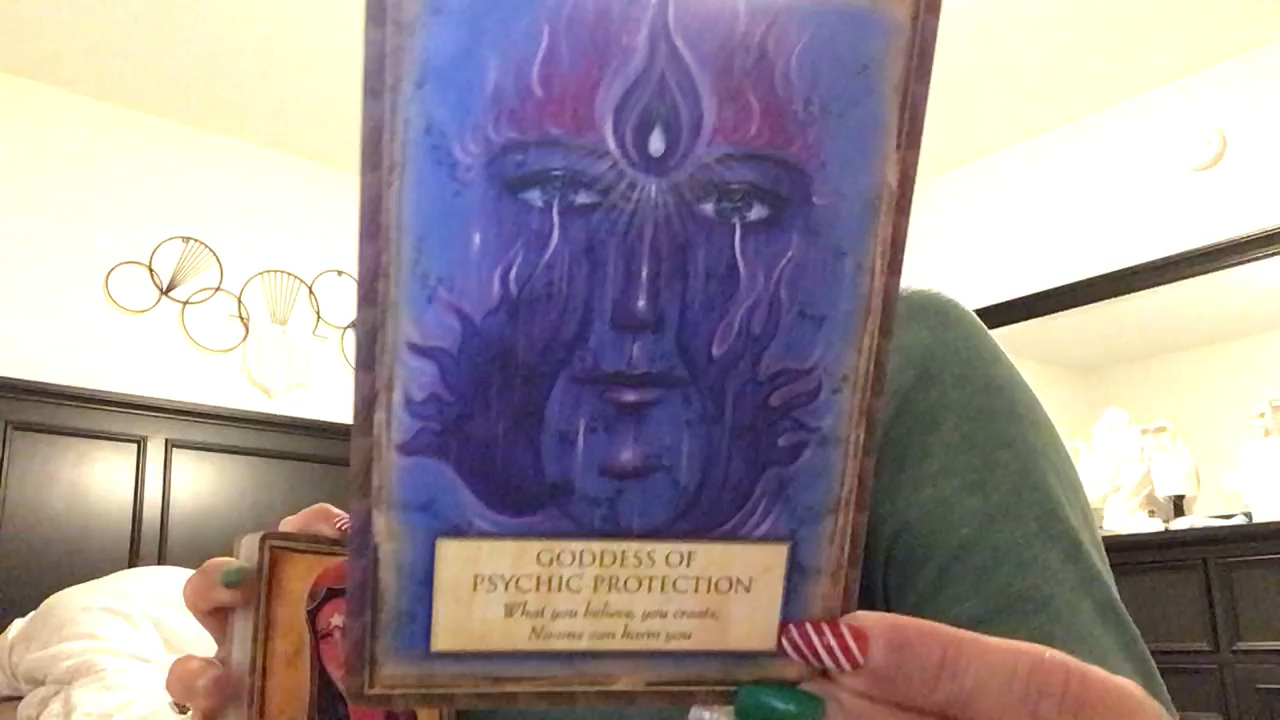 GODDESS OF
PSYCHIC PROTECTION
What you believe, you create,
No one can harm you